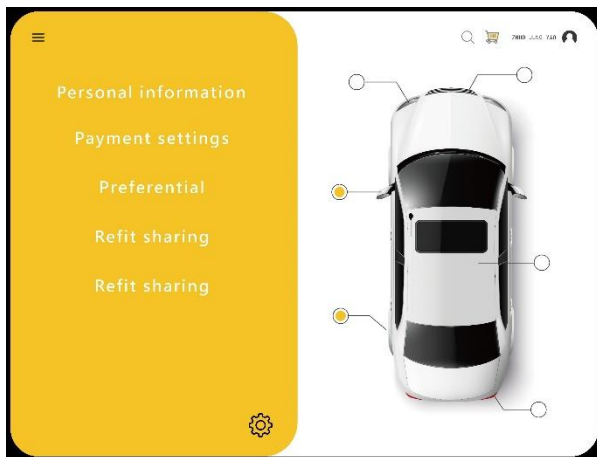 Personal information
Payment settings
Preferential
Refit sharing
Refit sharing